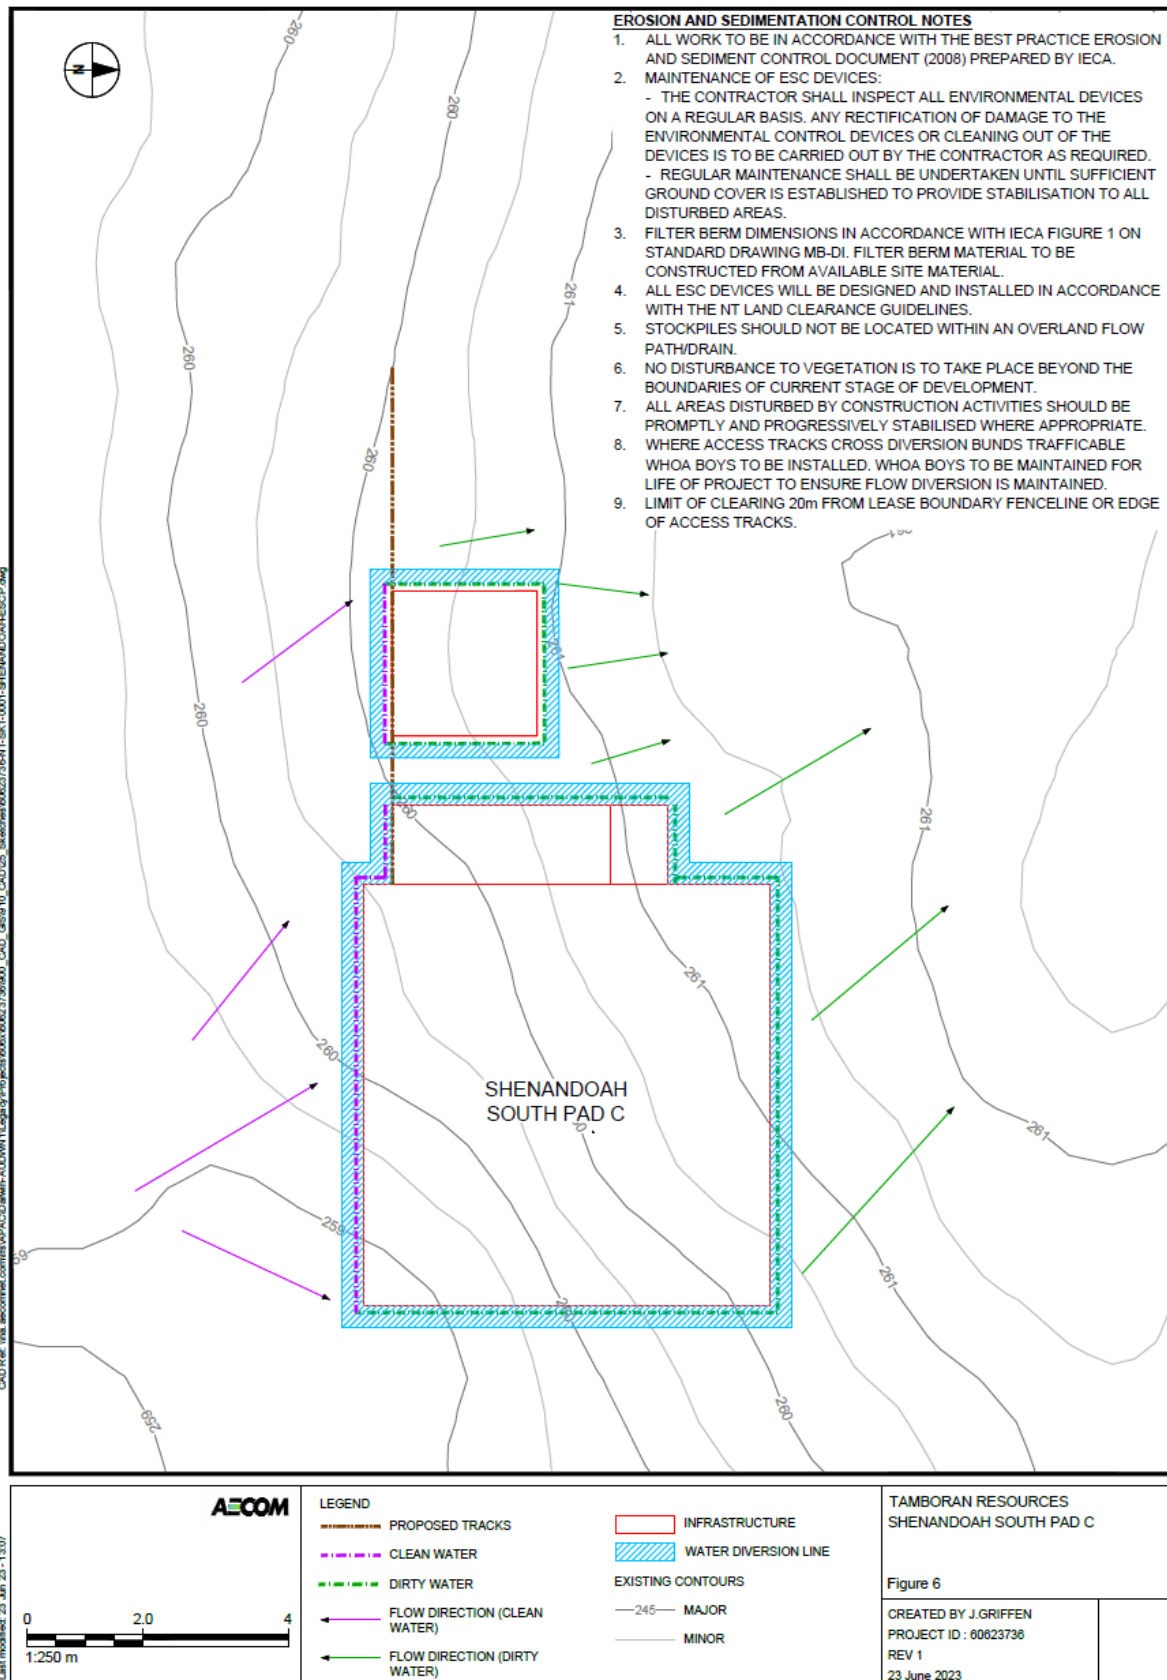 EROSION AND SEDIMENTATION CONTROL NOTES
1. ALL WORK TO BE IN ACCORDANCE WITH THE BEST PRACTICE EROSION
AND SEDIMENT CONTROL DOCUMENT (2008) PREPARED BY IECA.
2. MAINTENANCE OF ESC DEVICES:
- THE CONTRACTOR SHALL INSPECT ALL ENVIRONMENTAL DEVICES
ON A REGULAR BASIS. ANY RECTIFICATION OF DAMAGE TO THE
ENVIRONMENTAL CONTROL DEVICES OR CLEANING OUT OF THE
DEVICES IS TO BE CARRIED OUT BY THE CONTRACTOR AS REQUIRED.
- REGULAR MAINTENANCE SHALL BE UNDERTAKEN UNTIL SUFFICIENT
GROUND COVER IS ESTABLISHED TO PROVIDE STABILISATION TO ALL
DISTURBED AREAS.
3. FILTER BERM DIMENSIONS IN ACCORDANCE WITH IECA FIGURE 1 ON
STANDARD DRAWING MB-DI. FILTER BERM MATERIAL TO BE
CONSTRUCTED FROM AVAILABLE SITE MATERIAL.
4. ALL ESC DEVICES WILL BE DESIGNED AND INSTALLED IN ACCORDANCE
WITH THE NT LAND CLEARANCE GUIDELINES.
5. STOCKPILES SHOULD NOT BE LOCATED WITHIN AN OVERLAND FLOW
PATH/DRAIN.
6. NO DISTURBANCE TO VEGETATION IS TO TAKE PLACE BEYOND THE
BOUNDARIES OF CURRENT STAGE OF DEVELOPMENT.
7. ALL AREAS DISTURBED BY CONSTRUCTION ACTIVITIES SHOULD BE
PROMPTLY AND PROGRESSIVELY STABILISED WHERE APPROPRIATE.
8. WHERE ACCESS TRACKS CROSS DIVERSION BUNDS TRAFFICABLE
WHOA BOYS TO BE INSTALLED. WHOA BOYS TO BE MAINTAINED FOR
LIFE OF PROJECT TO ENSURE FLOW DIVERSION IS MAINTAINED.
9. LIMIT OF CLEARING 20m FROM LEASE BOUNDARY FENCELINE OR EDGE
OF ACCESS TRACKS.
N
260
260
261
260
260
261
260
260
261
261
260
SHENANDOAH
SOUTH PAD C
261
259
261
260
260
259
AECOM
0 2.0 4
1:250 m
LEGEND
PROPOSED TRACKS
CLEAN WATER
DIRTY WATER
FLOW DIRECTION (CLEAN
WATER)
FLOW DIRECTION (DIRTY
WATER)
INFRASTRUCTURE
WATER DIVERSION LINE
EXISTING CONTOURS
245 MAJOR
MINOR
TAMBORAN RESOURCES
SHENANDOAH SOUTH PAD C
Figure 6
CREATED BY J.GRIFFEN
PROJECT ID : 60623736
REV 1
23 June 2023
Last modified: 23 Jun 23 - 13:07